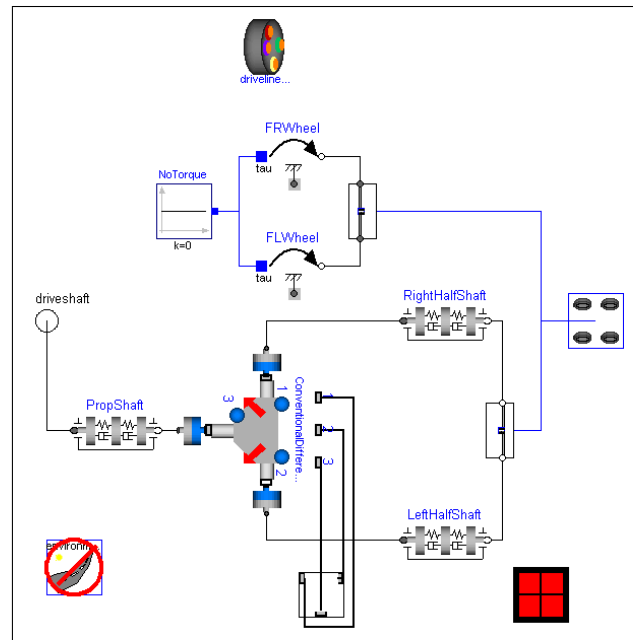 driveline...
FRWheel
tau
NoTorque
k=0
FLWheel
tau
driveshaft
RightHalfShaft
PropShaft
1
3
2
ConventionalDiffere...
1
2
3
LeftHalfShaft